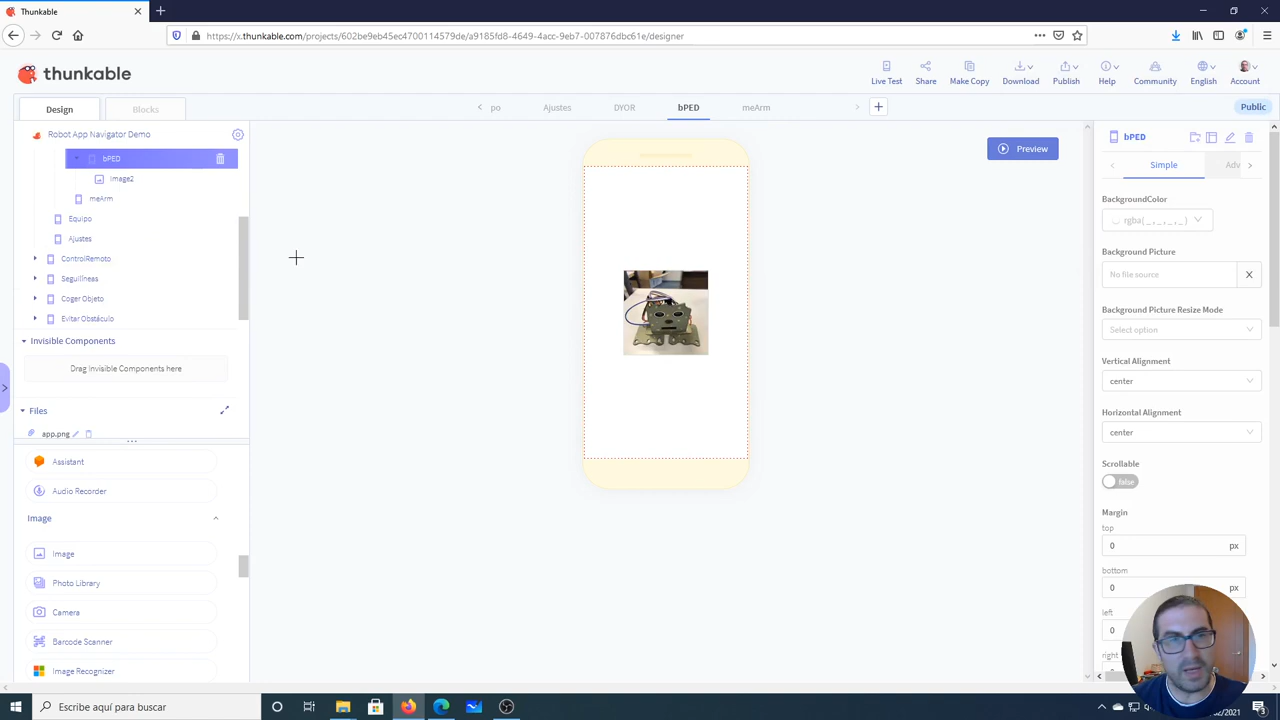 Thunkable
https://x.thunkable.com/projects/602be9eb45ec4700114579de/a9185fd8-4649-4acc-9eb7-007876dbc61e/designer
thunkable
Live Test
Share
Make Copy
Download
Publish
Help
Community
English
Account
Design
Blocks
po
Ajustes
DYOR
bPED
meArm
Public
Robot App Navigator Demo
bPED
Image2
meArm
Equipo
Ajustes
ControlRemoto
Seguilíneas
Coger Objeto
Evitar Obstáculo
Invisible Components
Drag Invisible Components here
Files
app.png
Assistant
Audio Recorder
Image
Image
Photo Library
Camera
Barcode Scanner
Image Recognizer
Preview
bPED
Simple
Adv
BackgroundColor
rgba( _ , _ , _ , _ )
Background Picture
No file source
X
Background Picture Resize Mode
Select option
Vertical Alignment
center
Horizontal Alignment
center
Scrollable
false
Margin
top
0 px
bottom
0 px
left
0
right
Escribe aquí para buscar